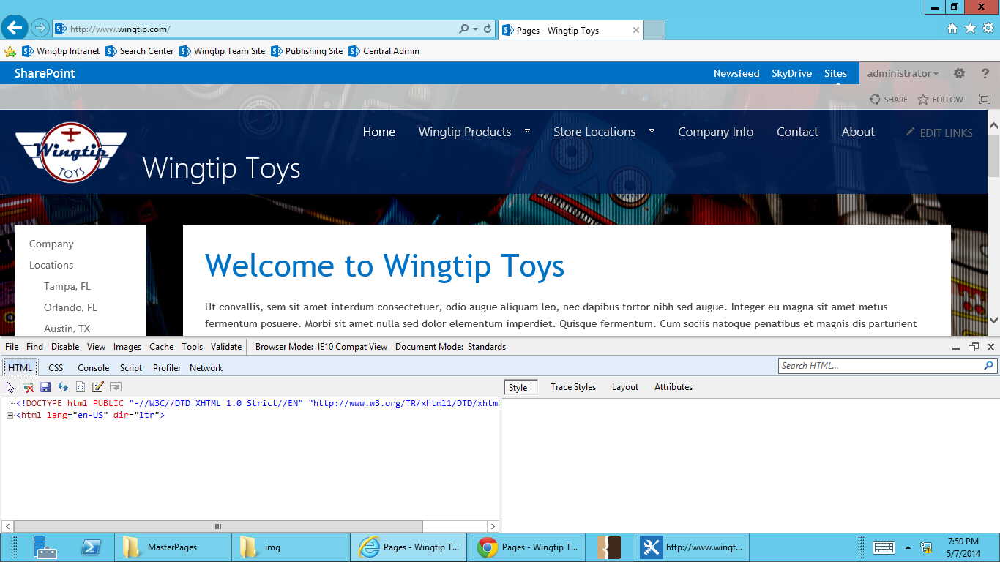 http://www.wingtip.com/
Pages - Wingtip Toys
Wingtip Intranet
Search Center
Wingtip Team Site
Publishing Site
Central Admin
SharePoint
Newsfeed
SkyDrive
Sites
administrator
?
SHARE
FOLLOW
Wingtip
TOYS
Wingtip Toys
Home
Wingtip Products
Store Locations
Company Info
Contact
About
EDIT LINKS
Company
Locations
Tampa, FL
Orlando, FL
Austin, TX
Welcome to Wingtip Toys
Ut convallis, sem sit amet interdum consectetuer, odio augue aliquam leo, nec dapibus tortor nibh sed augue. Integer eu magna sit amet metus
fermentum posuere. Morbi sit amet nulla sed dolor elementum imperdiet. Quisque fermentum. Cum sociis natoque penatibus et magnis dis parturient
File Find Disable View Images Cache Tools Validate
Browser Mode: IE10 Compat View Document Mode: Standards
HTML CSS Console Script Profiler Network
Search HTML...
Style Trace Styles Layout Attributes
<!DOCTYPE html PUBLIC "-//W3C//DTD XHTML 1.0 Strict//EN" "http://www.w3.org/TR/xhtml1/DTD/xhtml
<html lang="en-US" dir="ltr">
MasterPages
img
Pages - Wingtip T...
Pages - Wingtip T...
http://www.wingt...
7:50 PM
5/7/2014